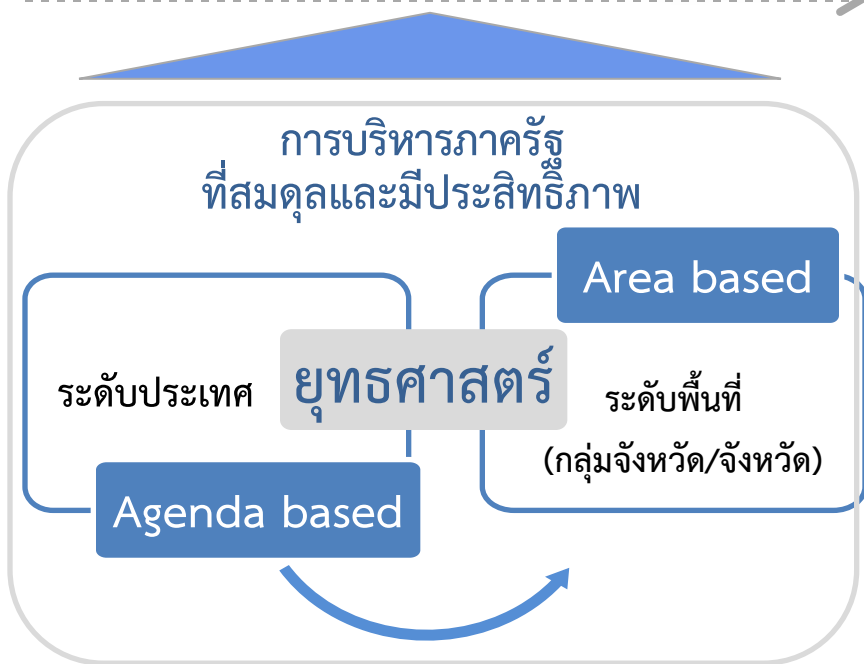 การบริหารภาครัฐ
ที่สมดุลและมีประสิทธิภาพ
Area based
ระดับประเทศ
ยุทธศาสตร์
ระดับพื้นที่
(กลุ่มจังหวัด/จังหวัด)
Agenda based